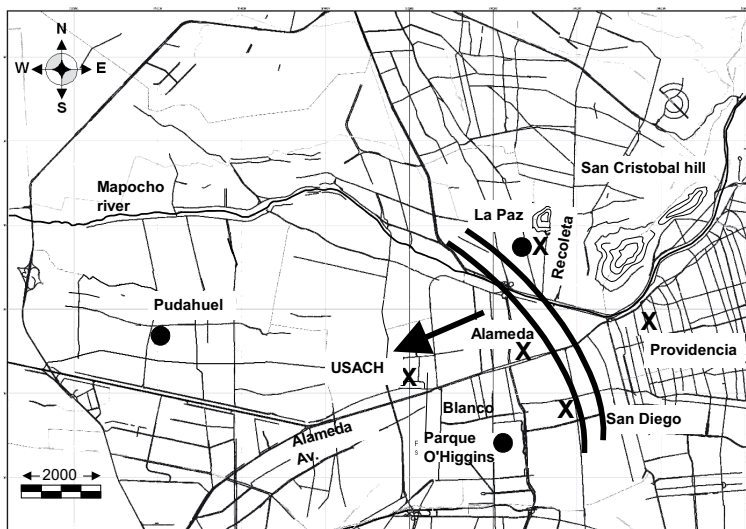 N
W E
S
San Cristobal hill
Mapocho
river
La Paz
Recoleta
Pudahuel
X
X
Alameda
X
Providencia
USACH
X
Blanco
X
San Diego
Alameda
Av.
Parque
O'Higgins
2000